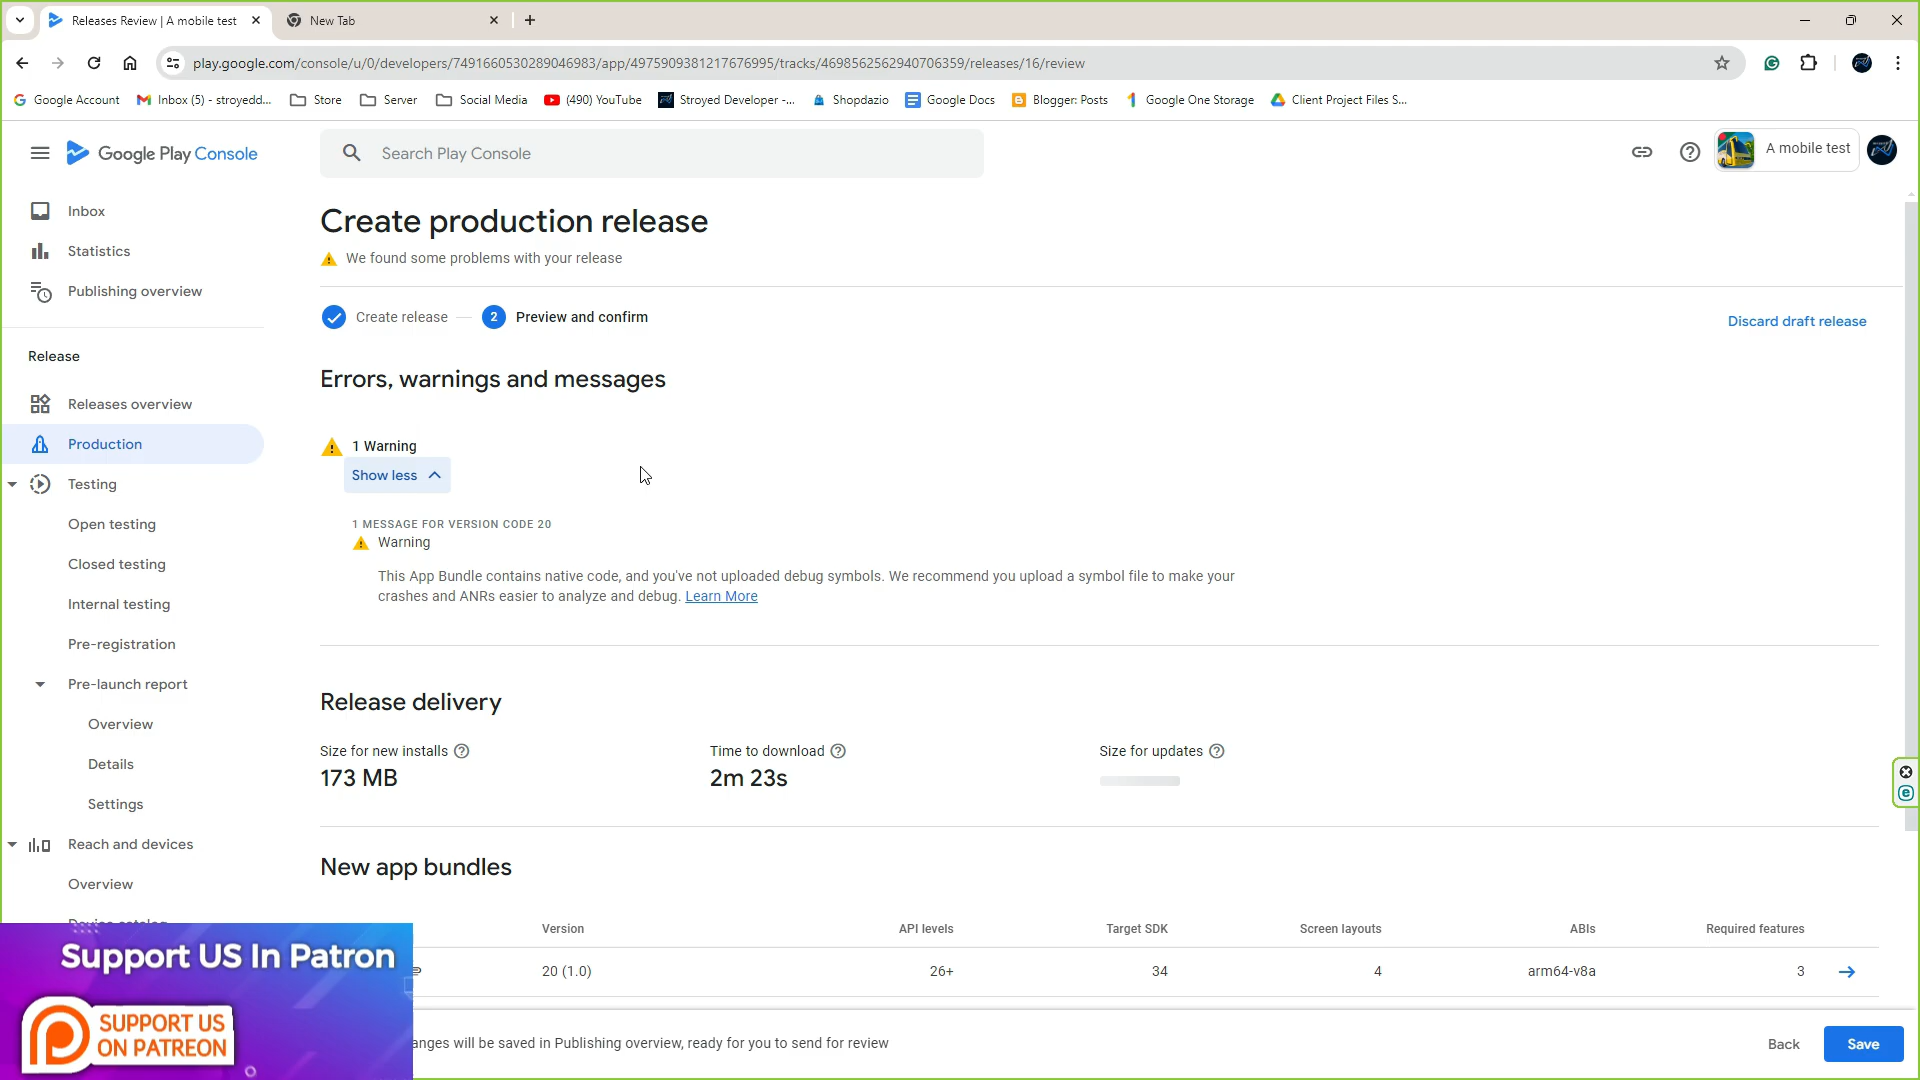 Releases Review | A mobile test
New Tab
play.google.com/console/u/0/developers/7491660530289046983/app/4975909381217676995/tracks/4698562562940706359/releases/16/review
Google Account
Inbox (5) - stroyedd...
Store
Server
Social Media
(490) YouTube
Stroyed Developer -...
Shopdazio
Google Docs
Blogger: Posts
Google One Storage
Client Project Files S...
Google Play Console
Search Play Console
A mobile test
Inbox
Statistics
Publishing overview
Release
Releases overview
Production
Testing
Open testing
Closed testing
Internal testing
Pre-registration
Pre-launch report
Overview
Details
Settings
Reach and devices
Overview
Create production release
We found some problems with your release
Create release
2
Preview and confirm
Discard draft release
Errors, warnings and messages
1 Warning
Show less
1 MESSAGE FOR VERSION CODE 20
Warning
This App Bundle contains native code, and you've not uploaded debug symbols. We recommend you upload a symbol file to make your
crashes and ANRs easier to analyze and debug. Learn More
Release delivery
Size for new installs
173 MB
Time to download
2m 23s
Size for updates
New app bundles
Version
API levels
Target SDK
Screen layouts
ABIs
Required features
20 (1.0)
26+
34
4
arm64-v8a
3
anges will be saved in Publishing overview, ready for you to send for review
Back
Save
Support US In Patron
SUPPORT US
ON PATREON